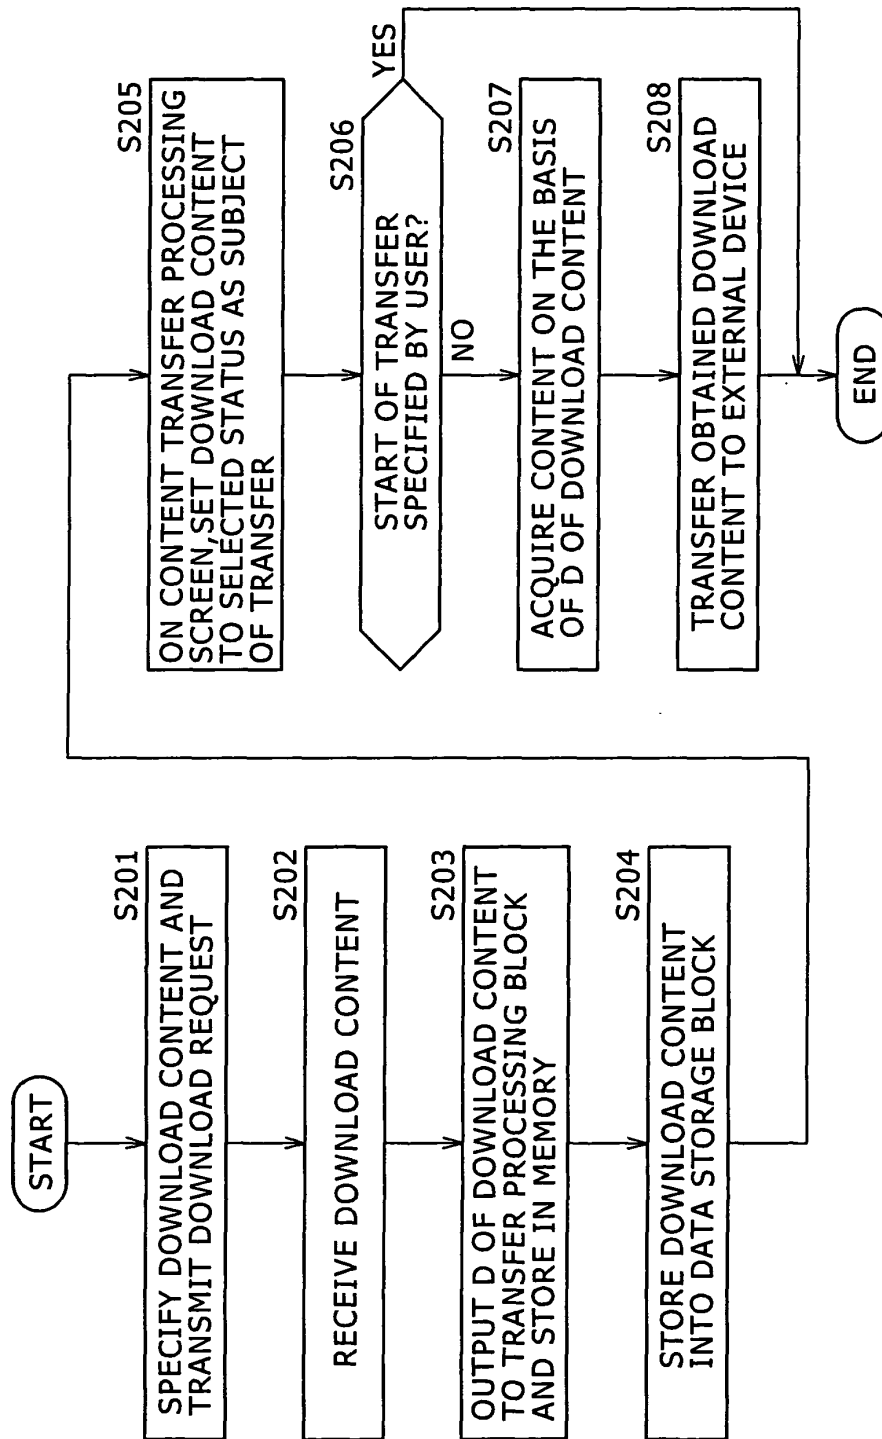 START
S201
SPECIFY DOWNLOAD CONTENT AND
TRANSMIT DOWNLOAD REQUEST
S202
RECEIVE DOWNLOAD CONTENT
S203
OUTPUT D OF DOWNLOAD CONTENT
TO TRANSFER PROCESSING BLOCK
AND STORE IN MEMORY
S204
STORE DOWNLOAD CONTENT
INTO DATA STORAGE BLOCK
S205
ON CONTENT TRANSFER PROCESSING
SCREEN,SET DOWNLOAD CONTENT
TO SELECTED STATUS AS SUBJECT
OF TRANSFER
S206
START OF TRANSFER
SPECIFIED BY USER?
YES
NO
S207
ACQUIRE CONTENT ON THE BASIS
OF D OF DOWNLOAD CONTENT
S208
TRANSFER OBTAINED DOWNLOAD
CONTENT TO EXTERNAL DEVICE
END